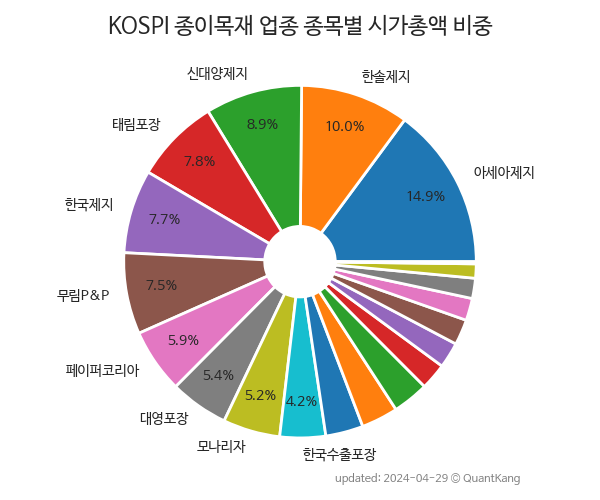 KOSPI 종이목재 업종 종목별 시가총액 비중
신대양제지
한솔제지
태림포장
아세아제지
한국제지
무림P&P
페이퍼코리아
대영포장
모나리자
한국수출포장
8.9%
10.0%
7.8%
14.9%
7.7%
7.5%
5.9%
5.4%
5.2%
4.2%
updated: 2024-04-29 © QuantKang